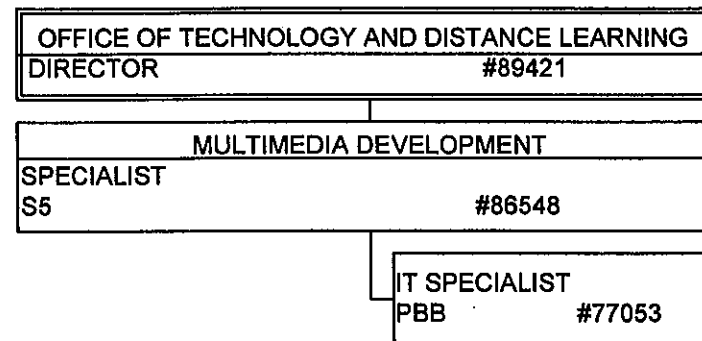 OFFICE OF TECHNOLOGY AND DISTANCE LEARNING
DIRECTOR #89421
MULTIMEDIA DEVELOPMENT
SPECIALIST
S5 #86548
IT SPECIALIST
PBB #77053